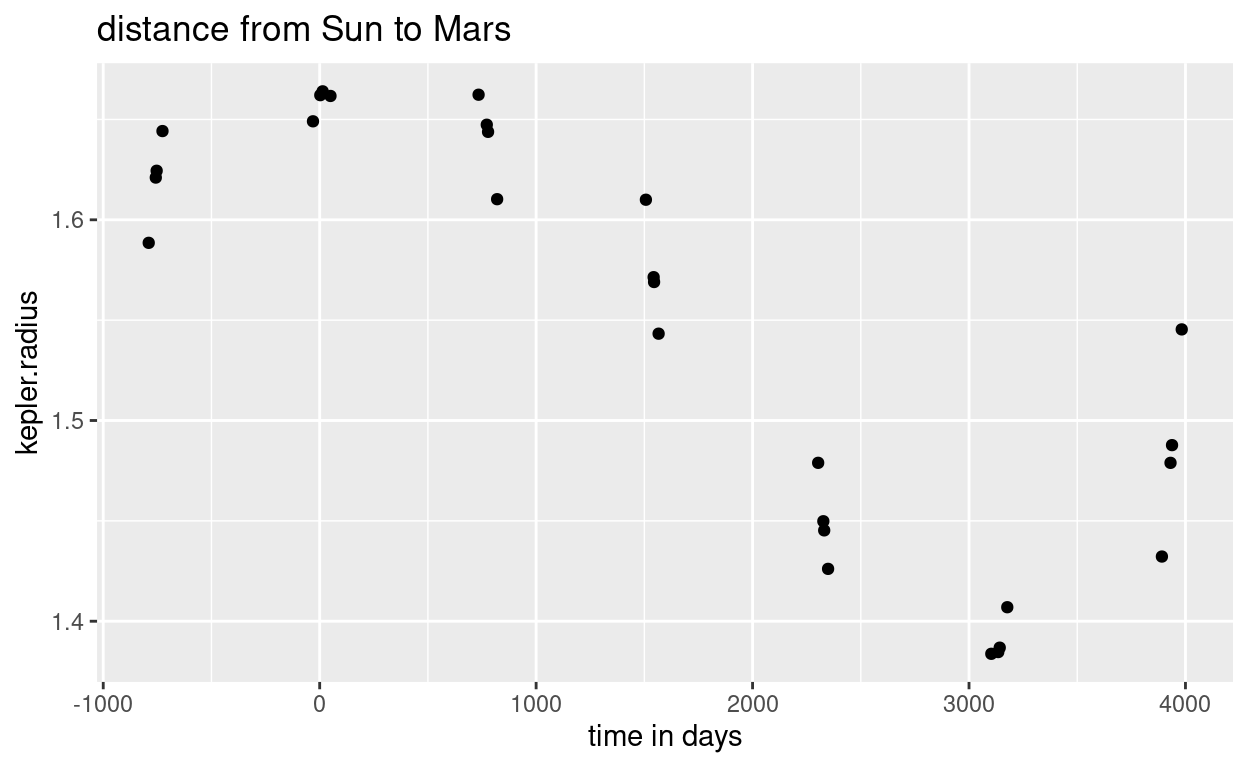 distance from Sun to Mars
kepler.radius
1.6
1.5
1.4
-1000 0 1000 2000 3000 4000
time in days